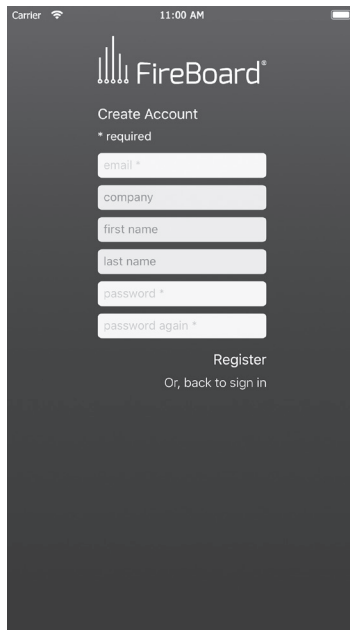 Carrier 11:00 AM
FireBoard®
Create Account
* required
email *
company
first name
last name
password *
password again *
Register
Or, back to sign in